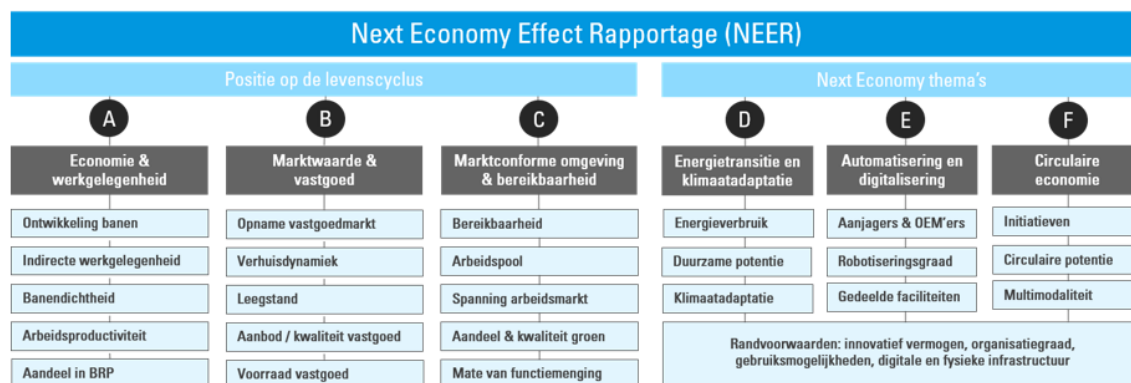 Next Economy Effect Rapportage (NEER)
Positie op de levenscyclus
Next Economy thema's
A
B
C
D
E
F
Economie &
werkgelegenheid
Marktwaarde &
vastgoed
Marktconforme omgeving
& bereikbaarheid
Energietransitie en
klimaatadaptatie
Automatisering en
digitalisering
Circulaire
economie
Ontwikkeling banen
Indirecte werkgelegenheid
Banendichtheid
Arbeidsproductiviteit
Aandeel in BRP
Opname vastgoedmarkt
Verhuisdynamiek
Leegstand
Aanbod / kwaliteit vastgoed
Voorraad vastgoed
Bereikbaarheid
Arbeidspool
Spanning arbeidsmarkt
Aandeel & kwaliteit groen
Mate van functiemenging
Energieverbruik
Duurzame potentie
Klimaatadaptatie
Aanjagers & OEM'ers
Robotiseringsgraad
Gedeelde faciliteiten
Initiatieven
Circulaire potentie
Multimodaliteit
Randvoorwaarden: innovatief vermogen, organisatiegraad,
gebruiksmogelijkheden, digitale en fysieke infrastructuur